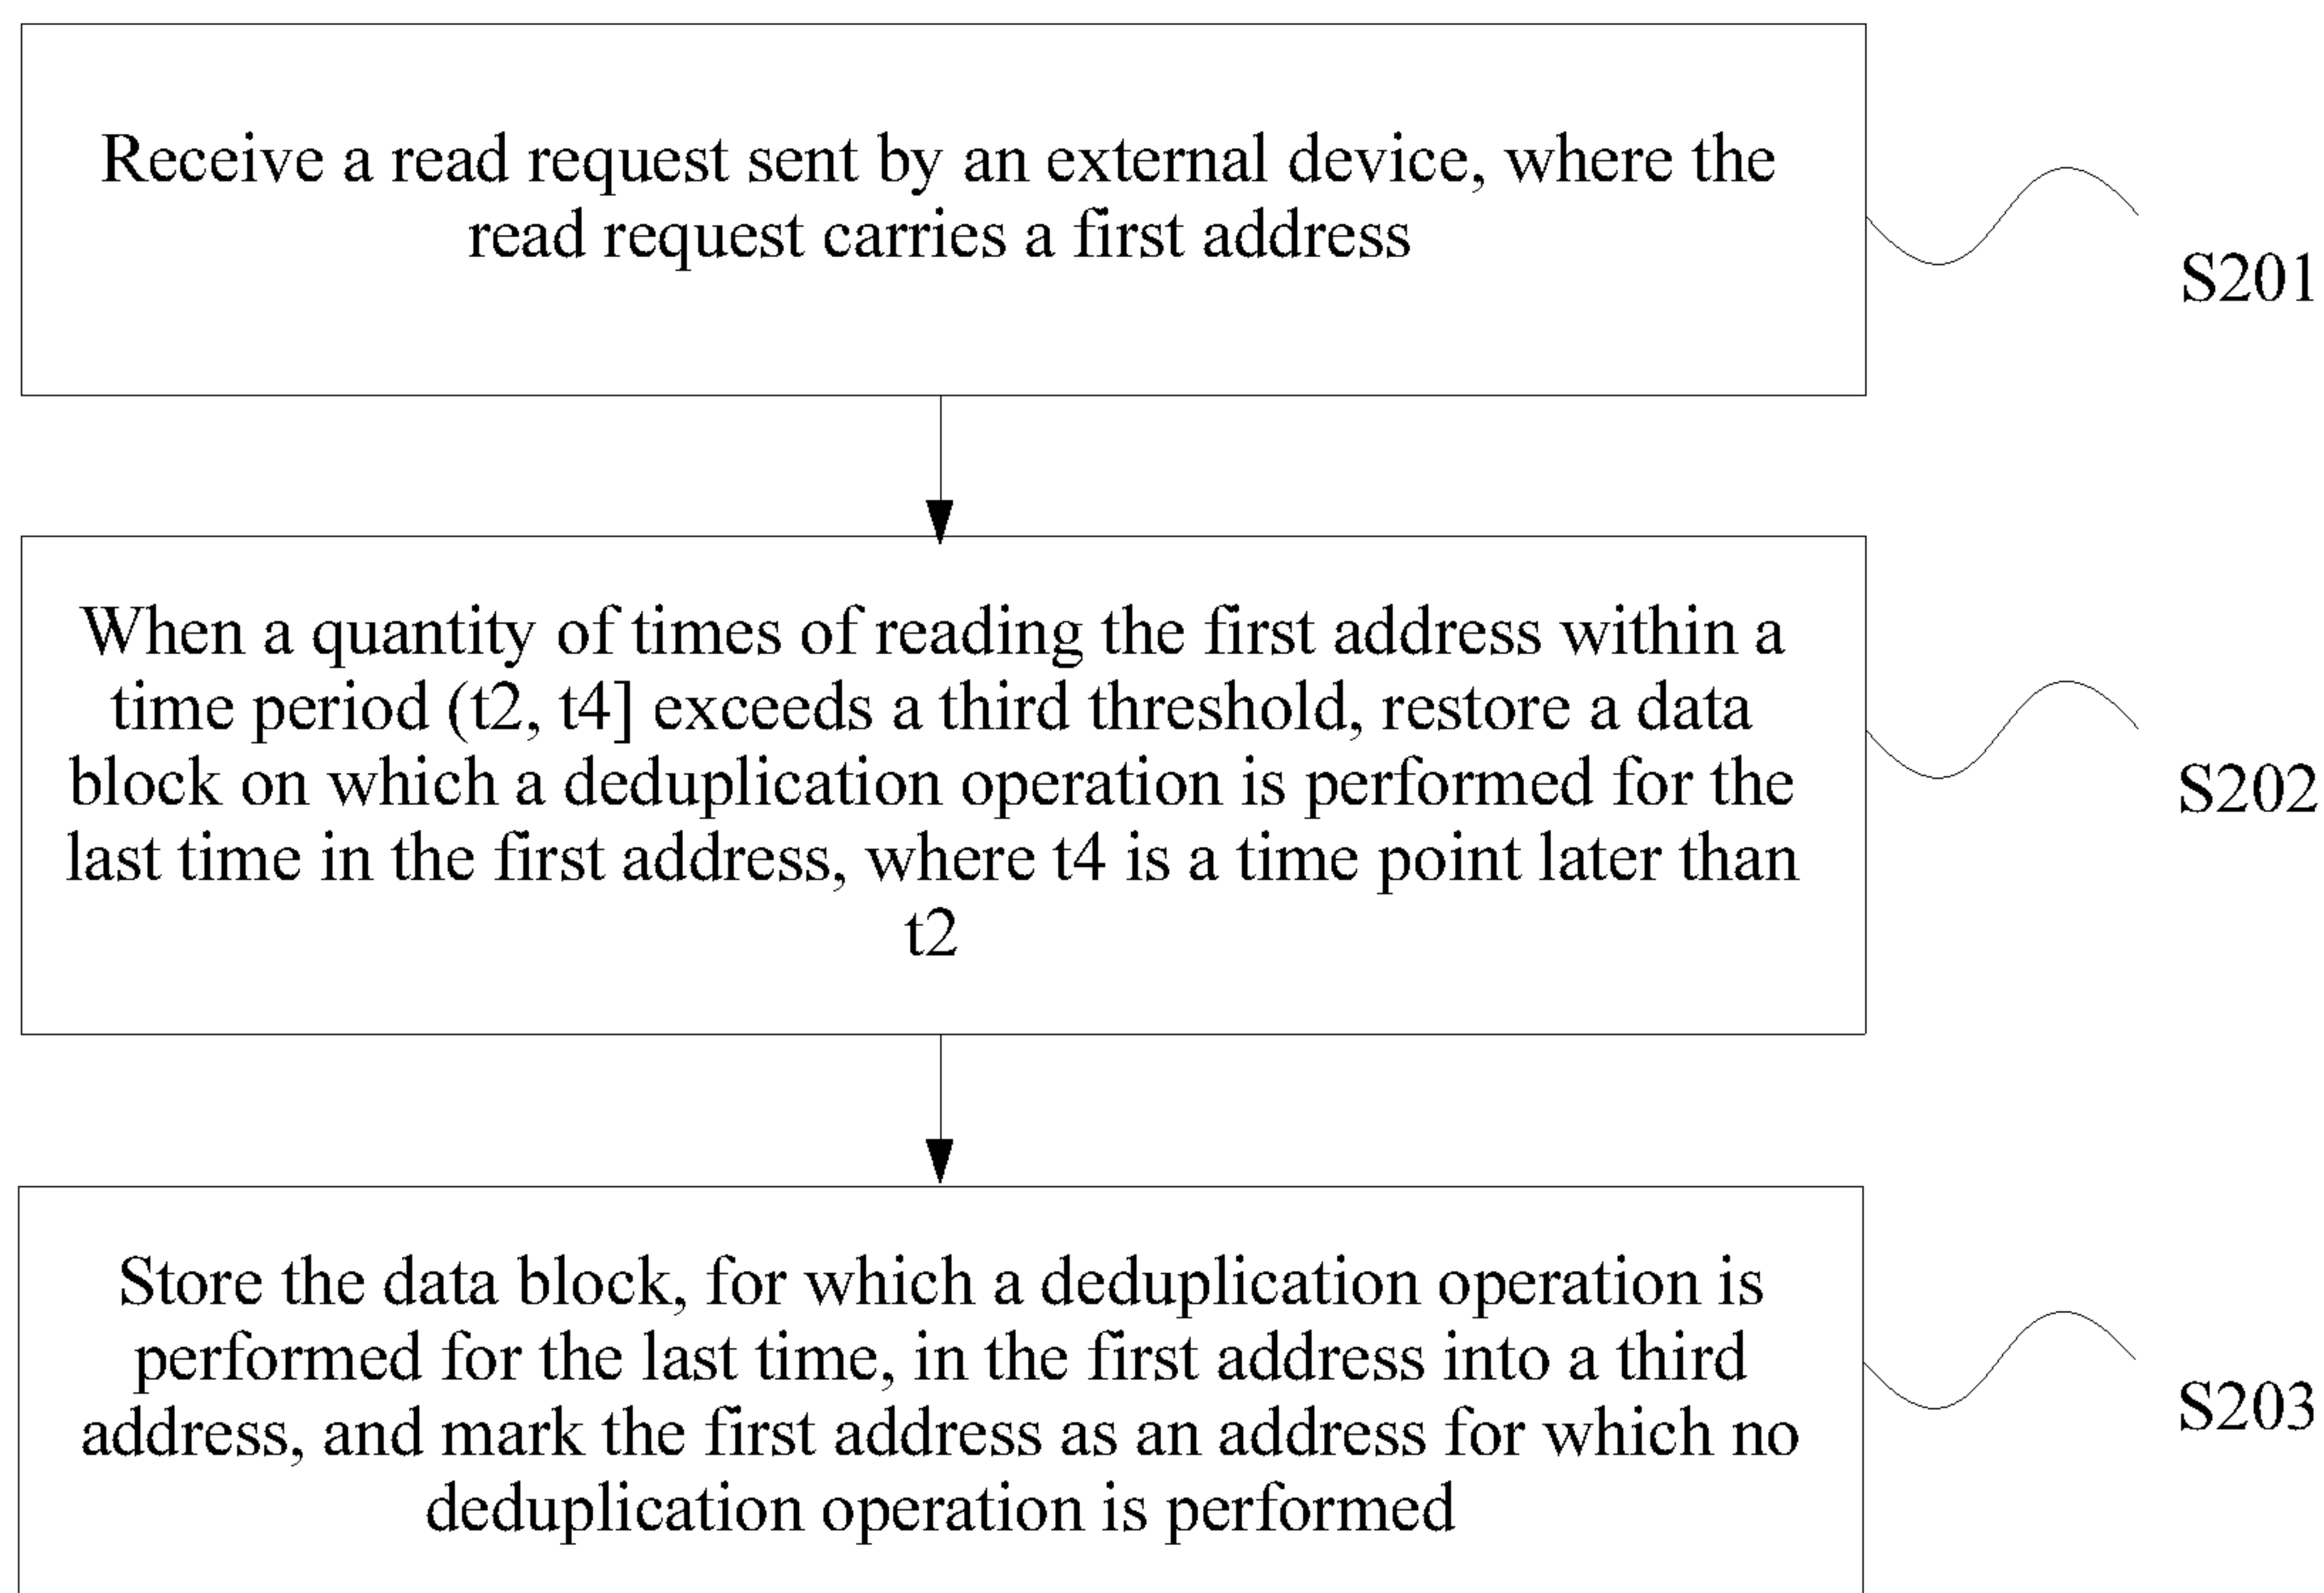 Receive a read request sent by an external device, where the
read request carries a first address
S201
When a quantity of times of reading the first address within a
time period (t2, t4] exceeds a third threshold, restore a data
block on which a deduplication operation is performed for the
last time in the first address, where t4 is a time point later than
t2
S202
Store the data block, for which a deduplication operation is
performed for the last time, in the first address into a third
address, and mark the first address as an address for which no
deduplication operation is performed
S203